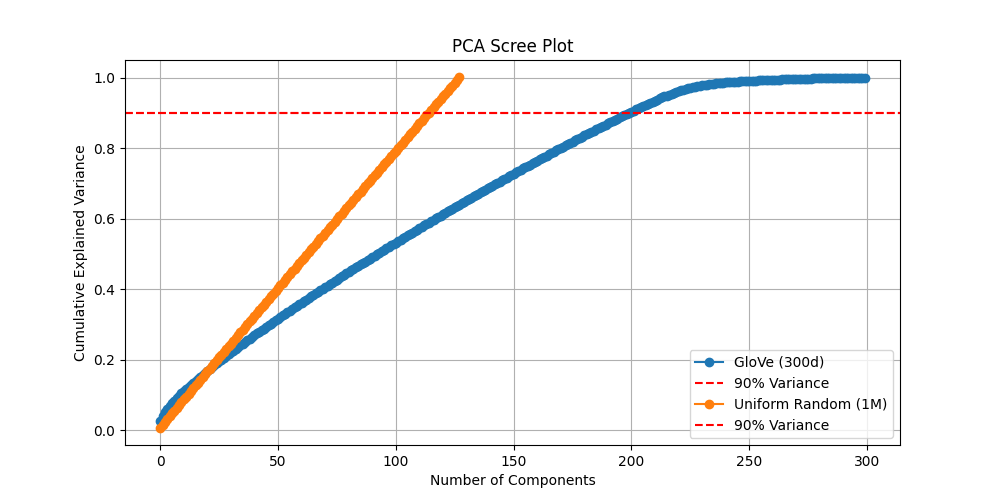 PCA Scree Plot
Cumulative Explained Variance
1.0
0.8
0.6
0.4
0.2
0.0
0 50 100 150 200 250 300
Number of Components
GloVe (300d)
90% Variance
Uniform Random (1M)
90% Variance